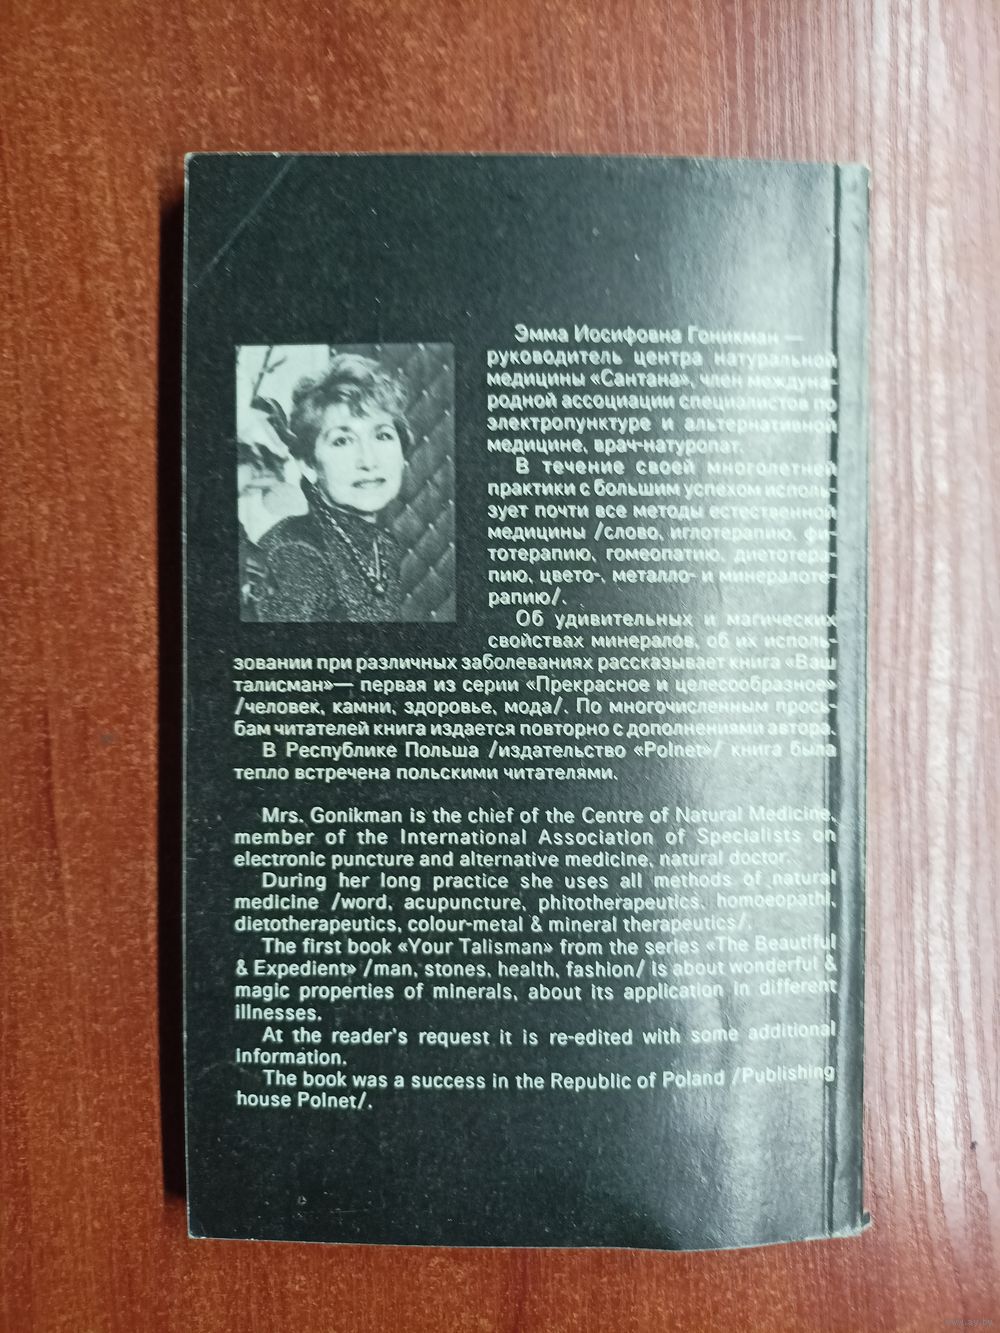 Эмма Иосифовна Гоникман —
руководитель центра натуральной
медицины «Сантана», член междуна-
родной ассоциации специалистов по
электропунктуре и альтернативной
медицине, врач-натуропат.
В течение своей многолетней
практики с большим успехом исполь-
зует почти все методы естественной
медицины /слово, иглотерапию, фи-
тотерапию, гомеопатию, диетотера-
пию, цвето-, металло- и минералоте-
рапию/.
Об удивительных и магических
свойствах минералов, об их исполь-
зовании при различных заболеваниях рассказывает книга «Ваш
талисман»— первая из серии «Прекрасное и целесообразное»
/человек, камни, здоровье, мода/. По многочисленным прось-
бам читателей книга издается повторно с дополнениями автора.
В Республике Польша /издательство «Polnet»/ книга была
тепло встречена польскими читателями.
Mrs. Gonikman is the chief of the Centre of Natural Medicine,
member of the International Association of Specialists on
electronic puncture and alternative medicine, natural doctor.
During her long practice she uses all methods of natural
medicine /word, acupuncture, phitotherapeutics, homoeopathi,
dietotherapeutics, colour-metal & mineral therapeutics/.
The first book «Your Talisman» from the series «The Beautiful
& Expedient» /man, stones, health, fashion/ is about wonderful &
magic properties of minerals, about its application in different
illnesses.
At the reader's request it is re-edited with some additional
Information.
The book was a success in the Republic of Poland /Publishing
house Polnet/.
www.ay.by